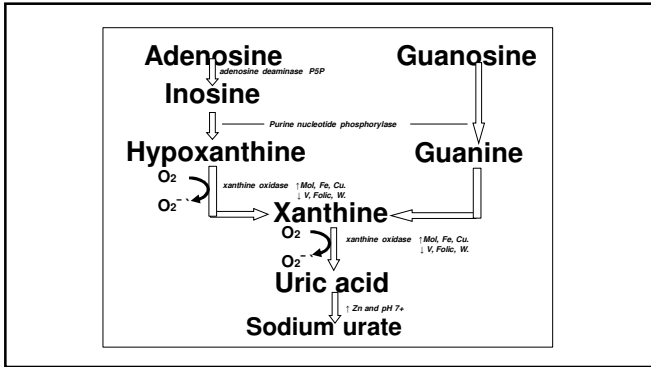 Adenosine Guanosine
adenosine deaminase P5P
Inosine
Purine nucleotide phosphorylase
Hypoxanthine Guanine
O₂
xanthine oxidase ↑Mol, Fe, Cu.
↓ V, Folic, W.
O₂⁻·
Xanthine
O₂
xanthine oxidase ↑Mol, Fe, Cu.
↓ V, Folic, W.
O₂⁻·
Uric acid
↑ Zn and pH 7+
Sodium urate